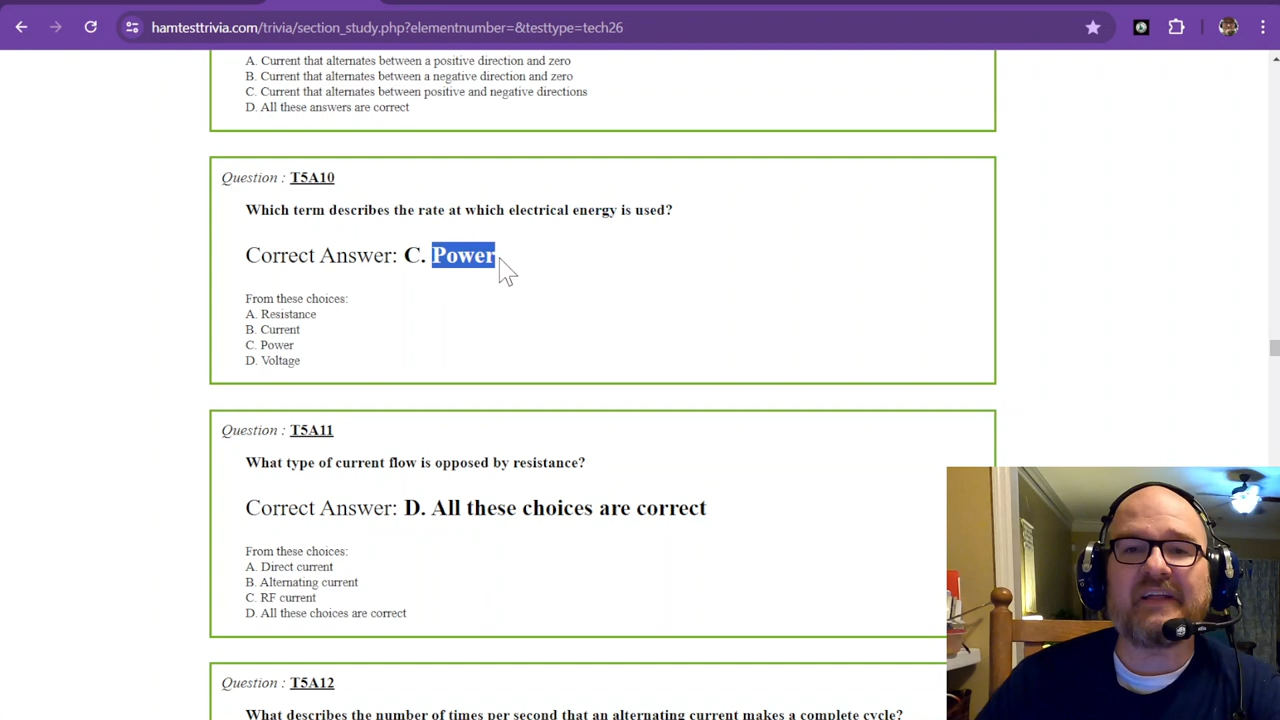 hamtesttrivia.com/trivia/section_study.php?elementnumber=&testtype=tech26
A. Current that alternates between a positive direction and zero
B. Current that alternates between a negative direction and zero
C. Current that alternates between positive and negative directions
D. All these answers are correct
Question : T5A10
Which term describes the rate at which electrical energy is used?
Correct Answer: C. Power
From these choices:
A. Resistance
B. Current
C. Power
D. Voltage
Question : T5A11
What type of current flow is opposed by resistance?
Correct Answer: D. All these choices are correct
From these choices:
A. Direct current
B. Alternating current
C. RF current
D. All these choices are correct
Question : T5A12
What describes the number of times per second that an alternating current makes a complete cycle?